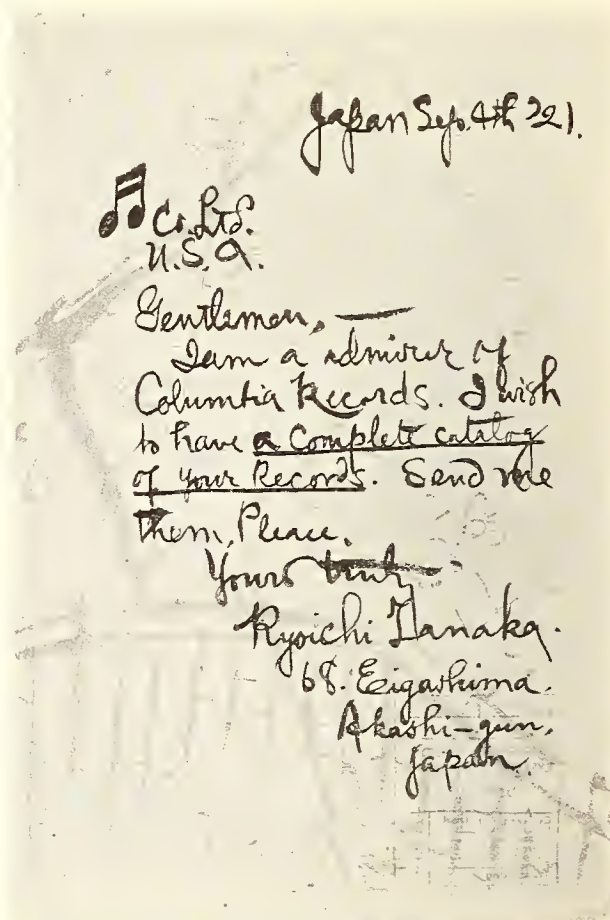 Japan Sep. 4th 221.
♫ Co. Ltd.
U.S.A.
Gentlemen, —
I am a admirer of
Columbia Records. I wish
to have a Complete catalog
of your Records. Send me
them, Pleace.
Yours truly
Ryoichi Tanaka.
68. Eigashima.
Akashi-gun,
Japan.